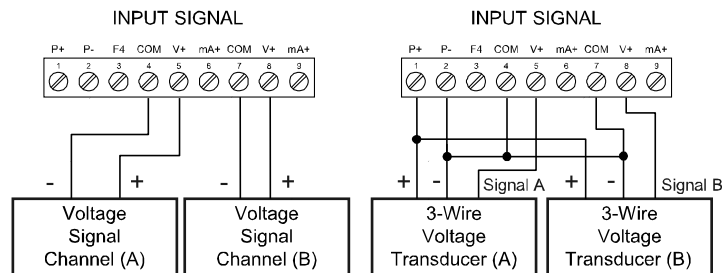 INPUT SIGNAL
P+ P- F4 COM V+ mA+ COM V+ mA+
1 2 3 4 5 6 7 8 9
- + - +
Voltage
Signal
Channel (A)
Voltage
Signal
Channel (B)
INPUT SIGNAL
P+ P- F4 COM V+ mA+ COM V+ mA+
1 2 3 4 5 6 7 8 9
+ - Signal A + - Signal B
3-Wire
Voltage
Transducer (A)
3-Wire
Voltage
Transducer (B)